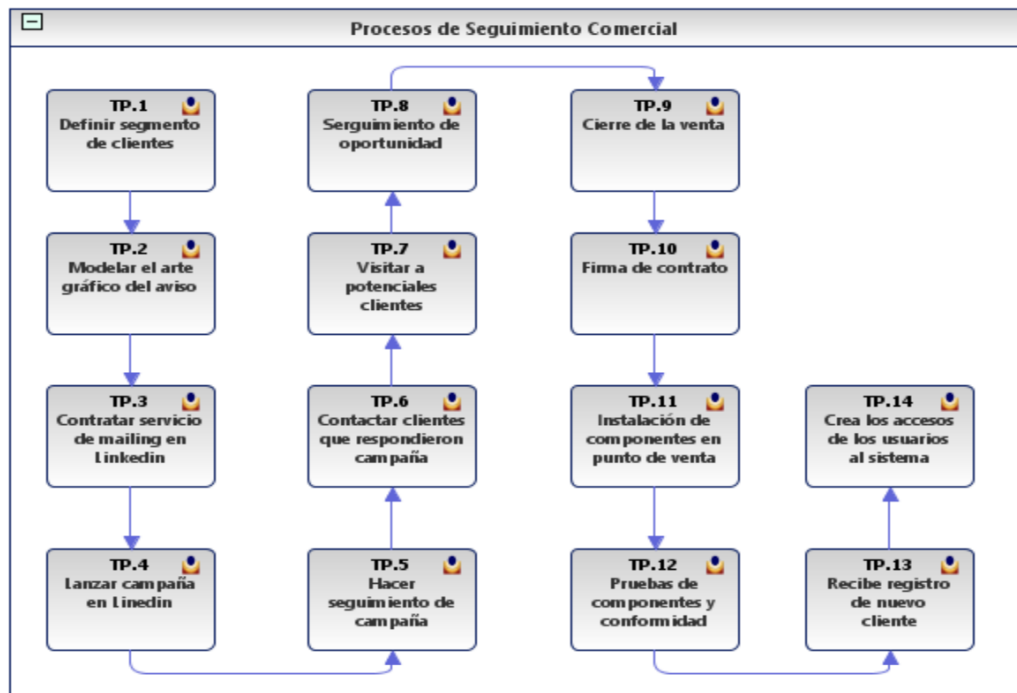 Procesos de Seguimiento Comercial
TP.1
Definir segmento
de clientes
TP.2
Modelar el arte
gráfico del aviso
TP.3
Contratar servicio
de mailing en
Linkedin
TP.4
Lanzar campaña
en Linedin
TP.5
Hacer
seguimiento de
campaña
TP.6
Contactar clientes
que respondieron
campaña
TP.7
Visitar a
potenciales
clientes
TP.8
Serguimiento de
oportunidad
TP.9
Cierre de la venta
TP.10
Firma de contrato
TP.11
Instalación de
componentes en
punto de venta
TP.12
Pruebas de
componentes y
conformidad
TP.13
Recibe registro
de nuevo
cliente
TP.14
Crea los accesos
de los usuarios
al sistema